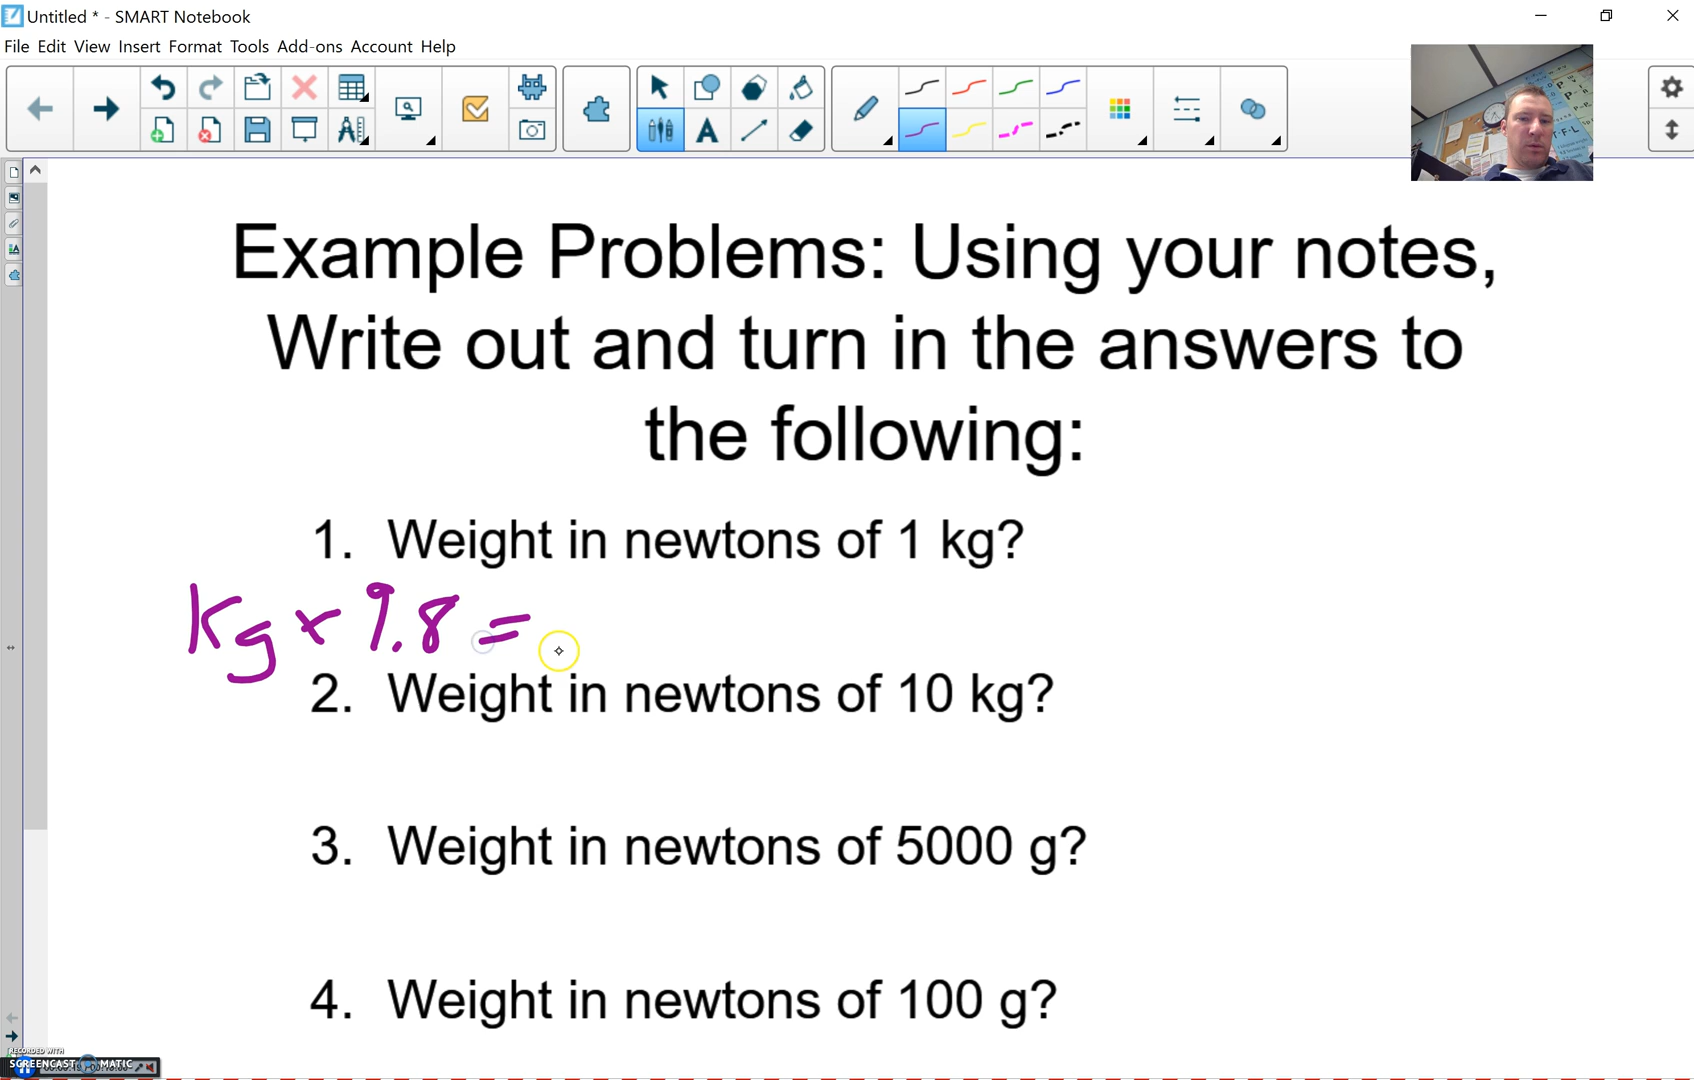 Untitled * - SMART Notebook
File Edit View Insert Format Tools Add-ons Account Help
Example Problems: Using your notes,
Write out and turn in the answers to
the following:
1. Weight in newtons of 1 kg?
Kg x 9.8 =
2. Weight in newtons of 10 kg?
3. Weight in newtons of 5000 g?
4. Weight in newtons of 100 g?
RECORDED WITH
SCREENCAST MATIC